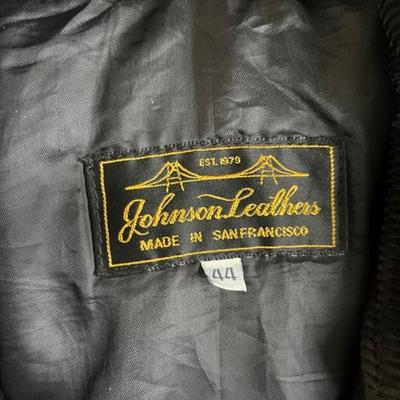 EST. 1979
Johnson Leathers
MADE IN SAN FRANCISCO
44